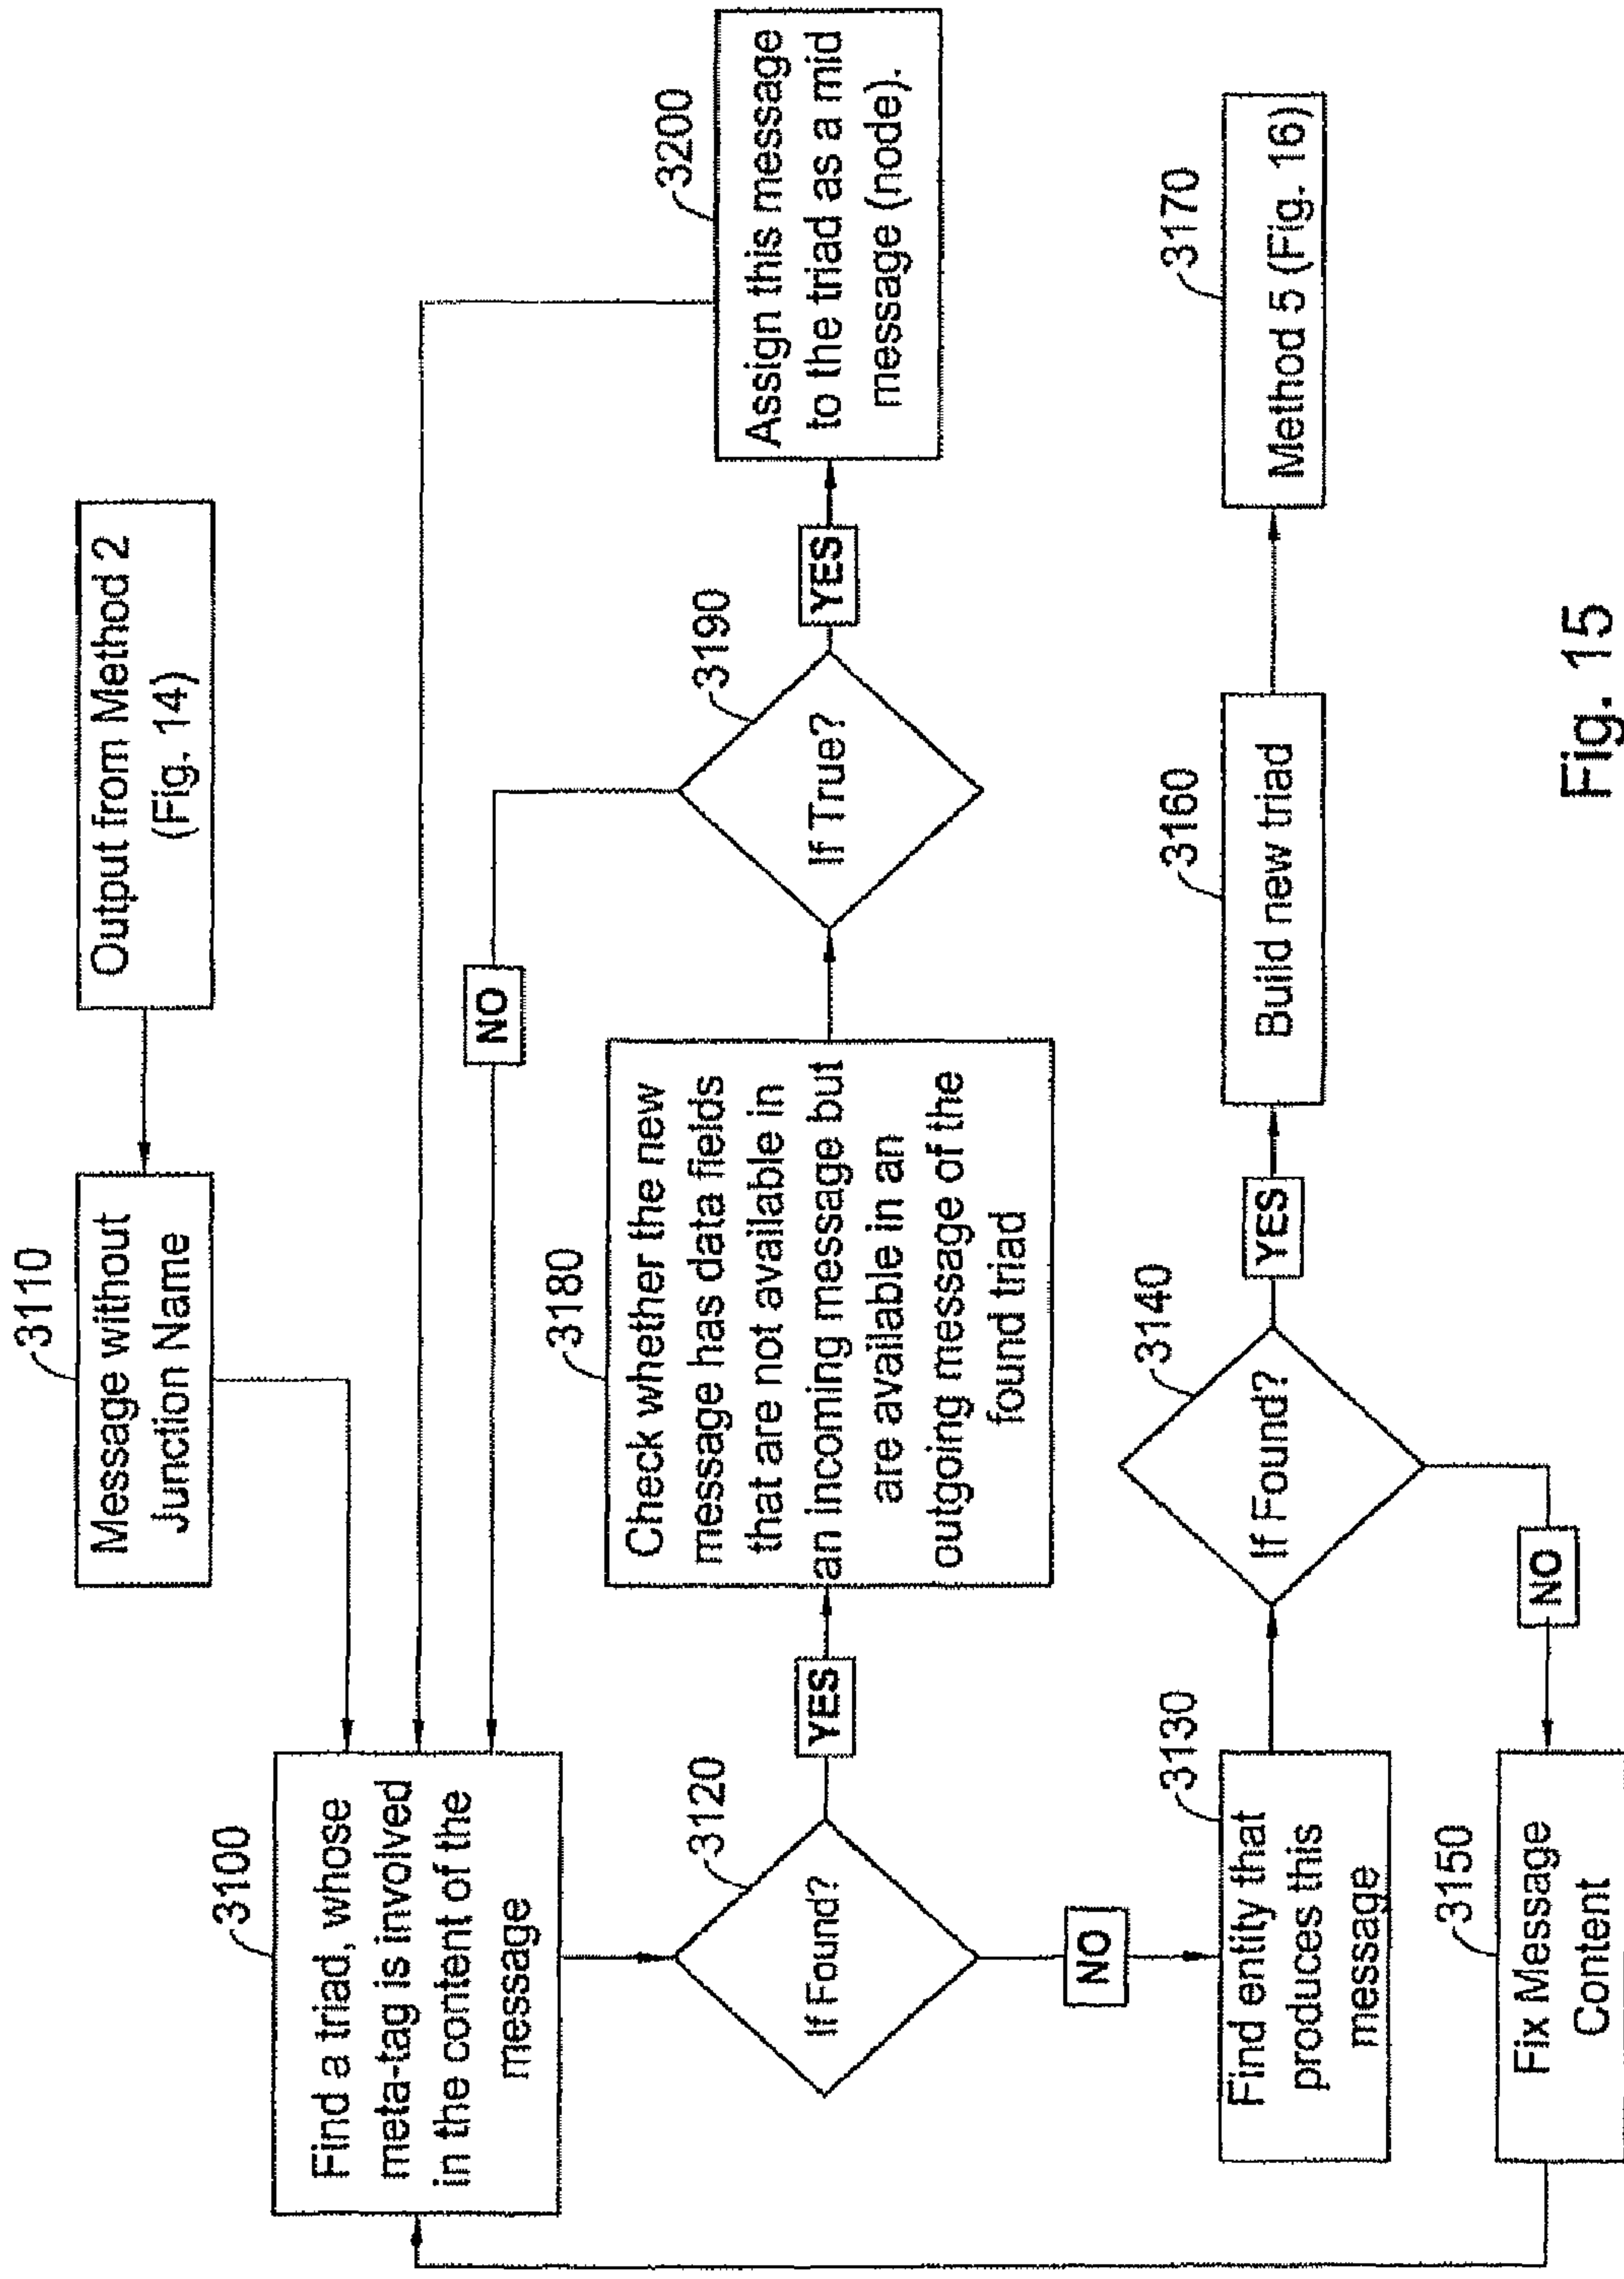 Output from Method 2
(Fig. 14)
3110
Message without
Junction Name
3100
Find a triad, whose
meta-tag is involved
in the content of the
message
NO
3120
If Found?
YES
3180
Check whether the new
message has data fields
that are not available in
an incoming message but
are available in an
outgoing message of the
found triad
3190
If True?
YES
3200
Assign this message
to the triad as a mid
message (node).
NO
3130
Find entity that
produces this
message
3140
If Found?
YES
3160
Build new triad
3170
Method 5 (Fig. 16)
NO
3150
Fix Message
Content
Fig. 15